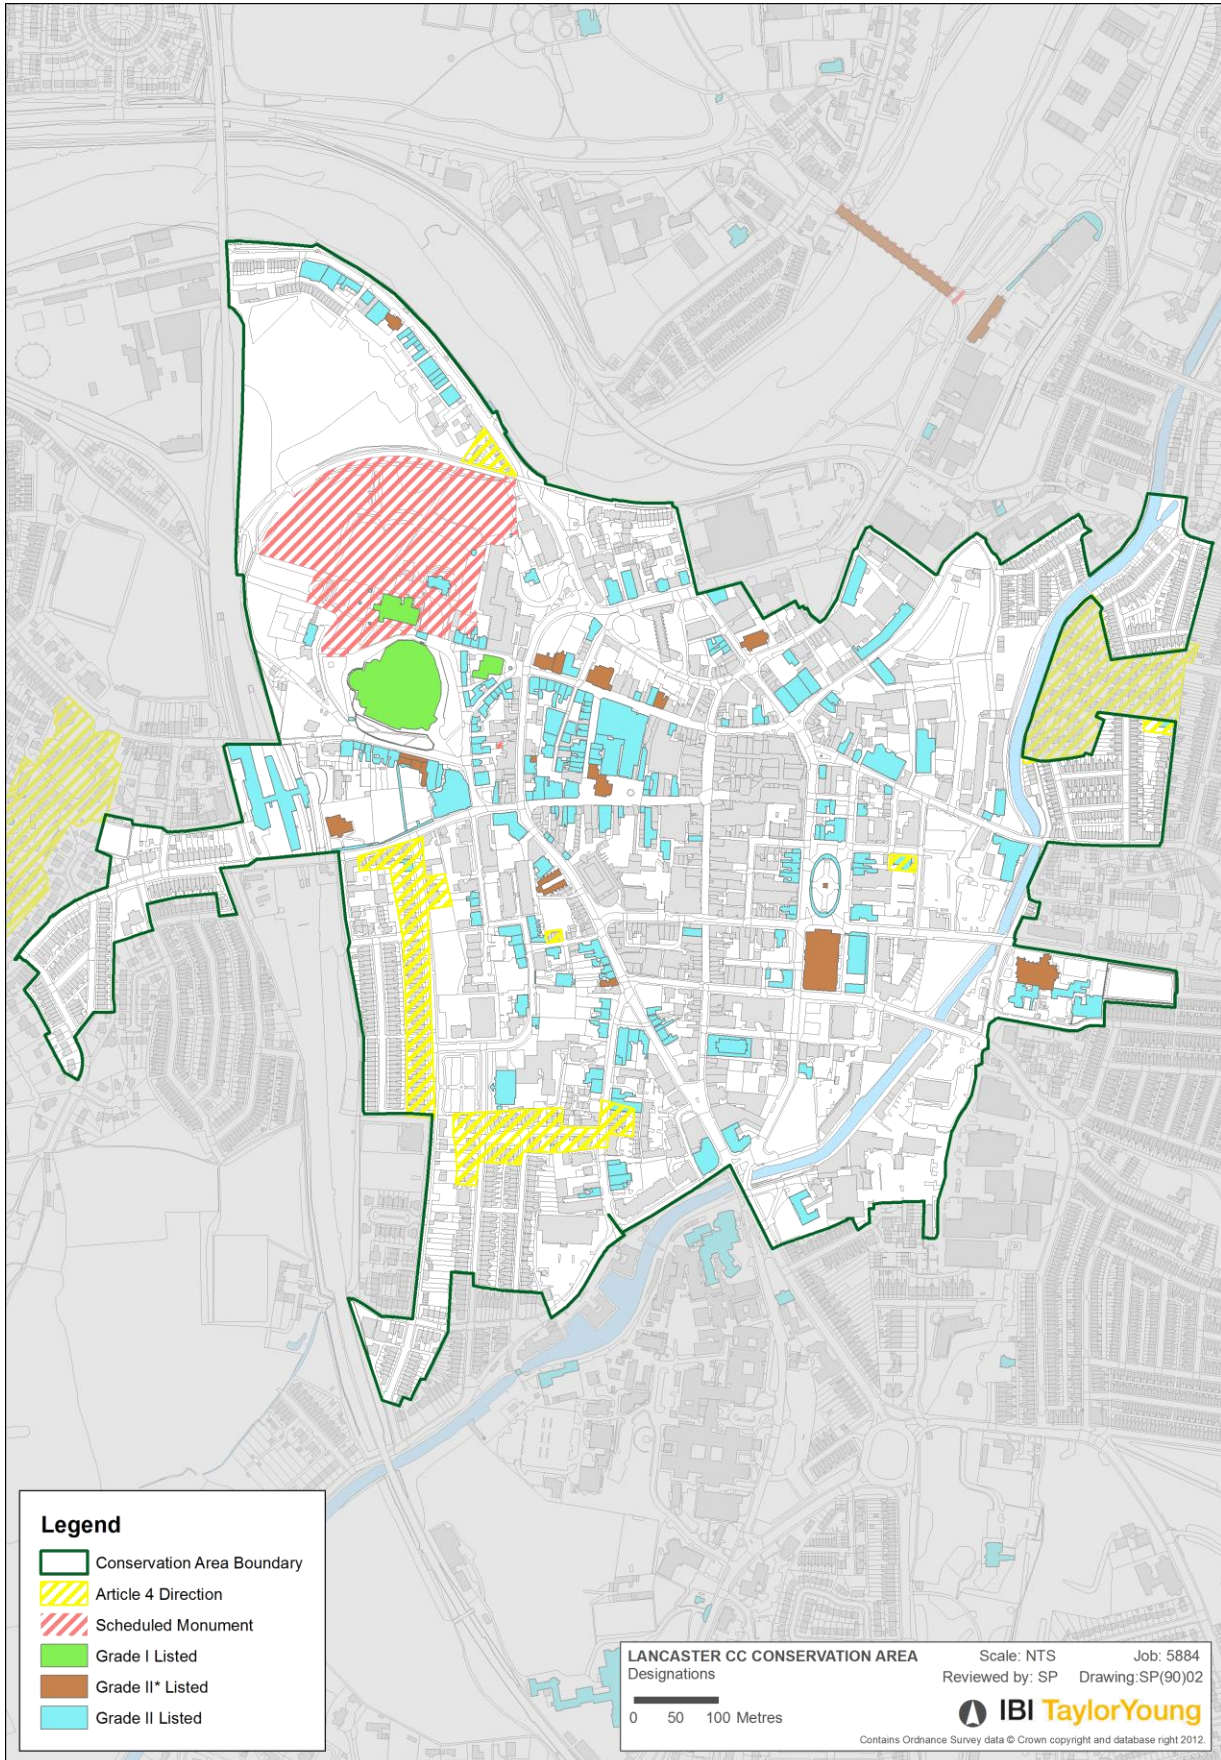 Legend
Conservation Area Boundary
Article 4 Direction
Scheduled Monument
Grade I Listed
Grade II* Listed
Grade II Listed
LANCASTER CC CONSERVATION AREA
Designations
0 50 100 Metres
Scale: NTS Job: 5884
Reviewed by: SP Drawing:SP(90)02
IBI TaylorYoung
Contains Ordnance Survey data © Crown copyright and database right 2012.